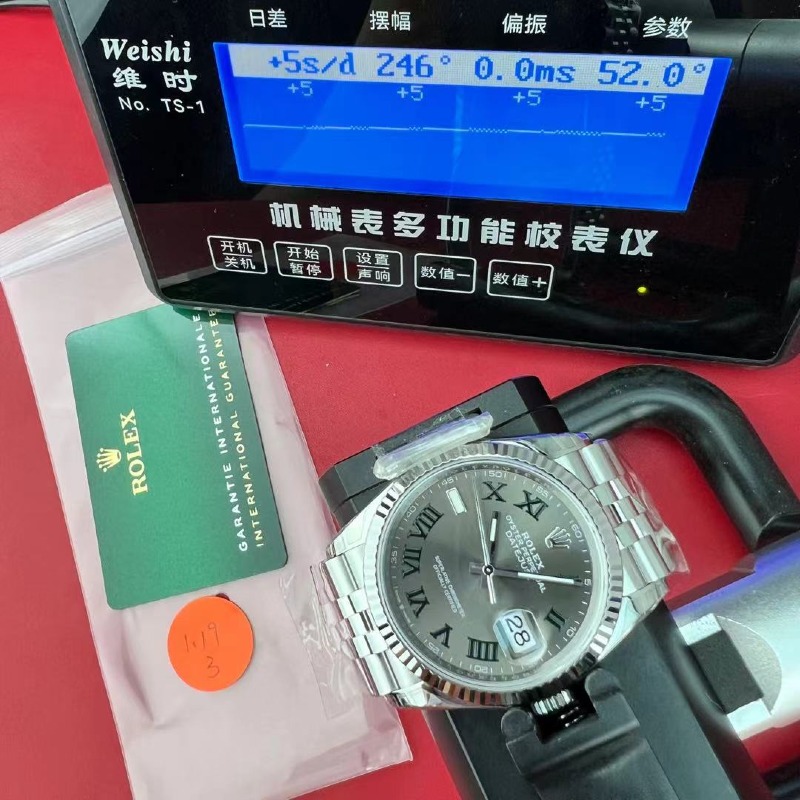 日差 摆幅 偏振 参数
Weishi
维时
No. TS-1
+5s/d 246° 0.0ms 52.0°
+5 +5 +5 +5
机械表多功能校表仪
开机
关机
开始
暂停
设置
声响
数值-
数值+
ROLEX
GARANTIE INTERNATIONALE
INTERNATIONAL GUARANTEE
1.19
3
ROLEX
OYSTER PERPETUAL
DATEJUST
SUPERLATIVE CHRONOMETER
OFFICIALLY CERTIFIED
28